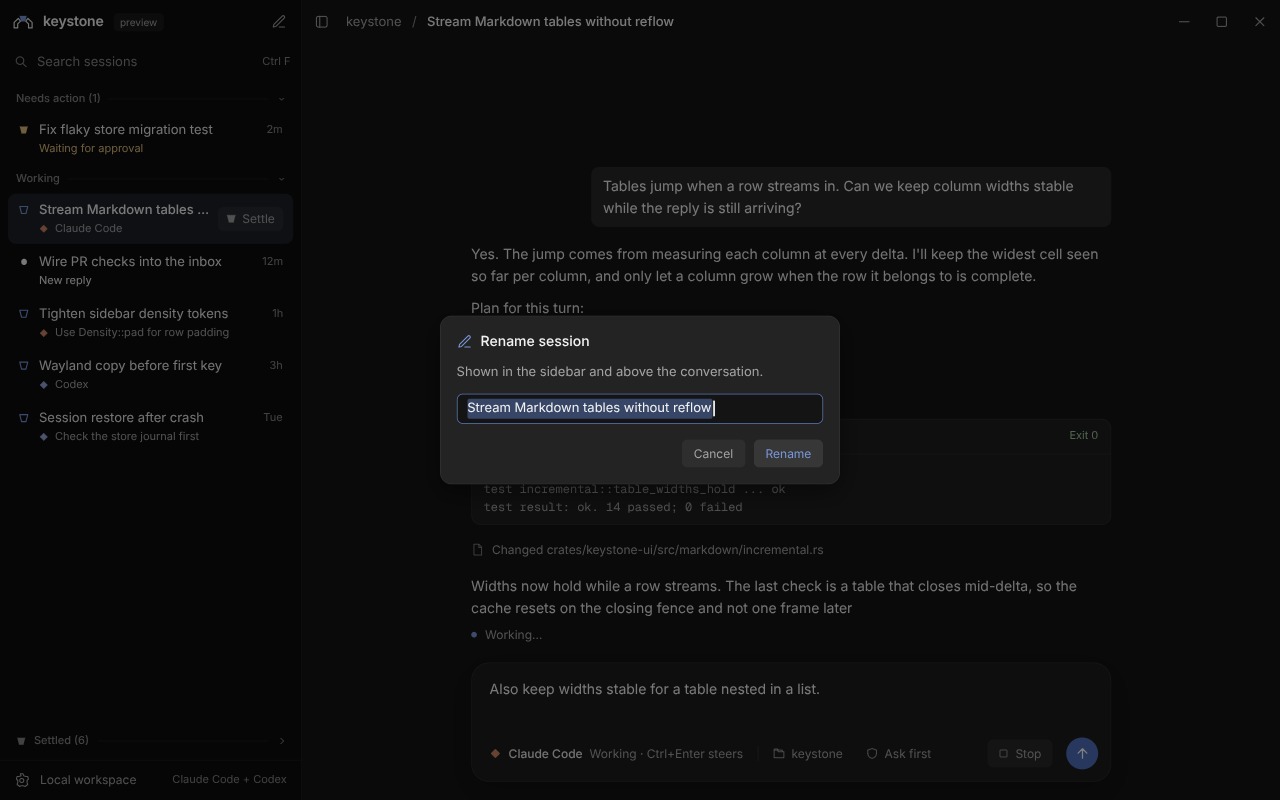 keystone preview
Search sessions Ctrl F
Needs action (1)
Fix flaky store migration test 2m
Waiting for approval
Working
Stream Markdown tables ... Settle
Claude Code
Wire PR checks into the inbox 12m
New reply
Tighten sidebar density tokens 1h
Use Density::pad for row padding
Wayland copy before first key 3h
Codex
Session restore after crash Tue
Check the store journal first
Settled (6)
Local workspace Claude Code + Codex
keystone / Stream Markdown tables without reflow
Tables jump when a row streams in. Can we keep column widths stable
while the reply is still arriving?
Yes. The jump comes from measuring each column at every delta. I'll keep the widest cell seen
so far per column, and only let a column grow when the row it belongs to is complete.
Plan for this turn:
Rename session
Shown in the sidebar and above the conversation.
Stream Markdown tables without reflow
Cancel Rename
Exit 0
test incremental::table_widths_hold ... ok
test result: ok. 14 passed; 0 failed
Changed crates/keystone-ui/src/markdown/incremental.rs
Widths now hold while a row streams. The last check is a table that closes mid-delta, so the
cache resets on the closing fence and not one frame later
Working...
Also keep widths stable for a table nested in a list.
Claude Code Working · Ctrl+Enter steers keystone Ask first Stop